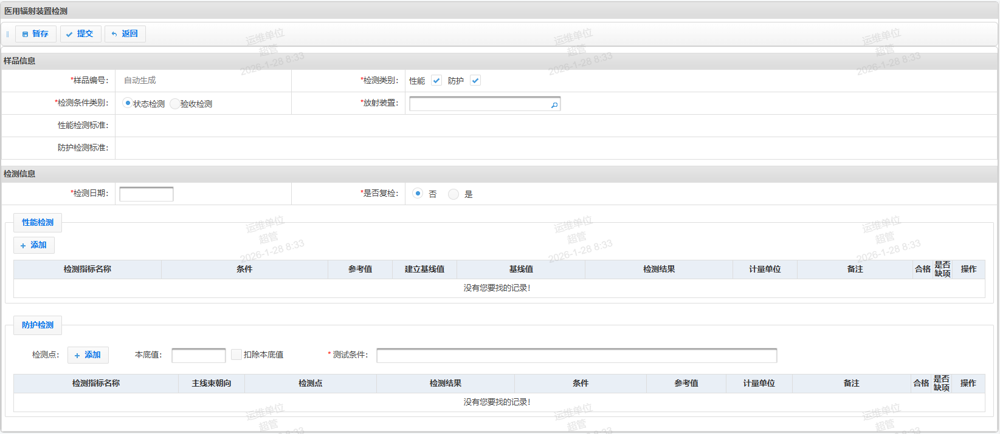 医用辐射装置检测
暂存 提交 返回
样品信息
*样品编号: 自动生成 *检测类别: 性能 防护
*检测条件类别: 状态检测 验收检测 *放射装置:
性能检测标准:
防护检测标准:
检测信息
*检测日期: *是否复检: 否 是
性能检测
添加
检测指标名称 条件 参考值 建立基线值 基线值 检测结果 计量单位 备注 合格 是否缺项 操作
没有您要找的记录!
防护检测
检测点: 添加 本底值: 扣除本底值 * 测试条件:
检测指标名称 主线束朝向 检测点 检测结果 条件 参考值 计量单位 备注 合格 是否缺项 操作
没有您要找的记录!
运维单位 运维单位 运维单位
超管 超管 超管
2026-1-28 8:33 2026-1-28 8:33 2026-1-28 8:33
运维单位 运维单位 运维单位
超管 超管 超管
2026-1-28 8:33 2026-1-28 8:33 2026-1-28 8:33
运维单位 运维单位 运维单位
超管 超管 超管
8:33 8:33 8:33